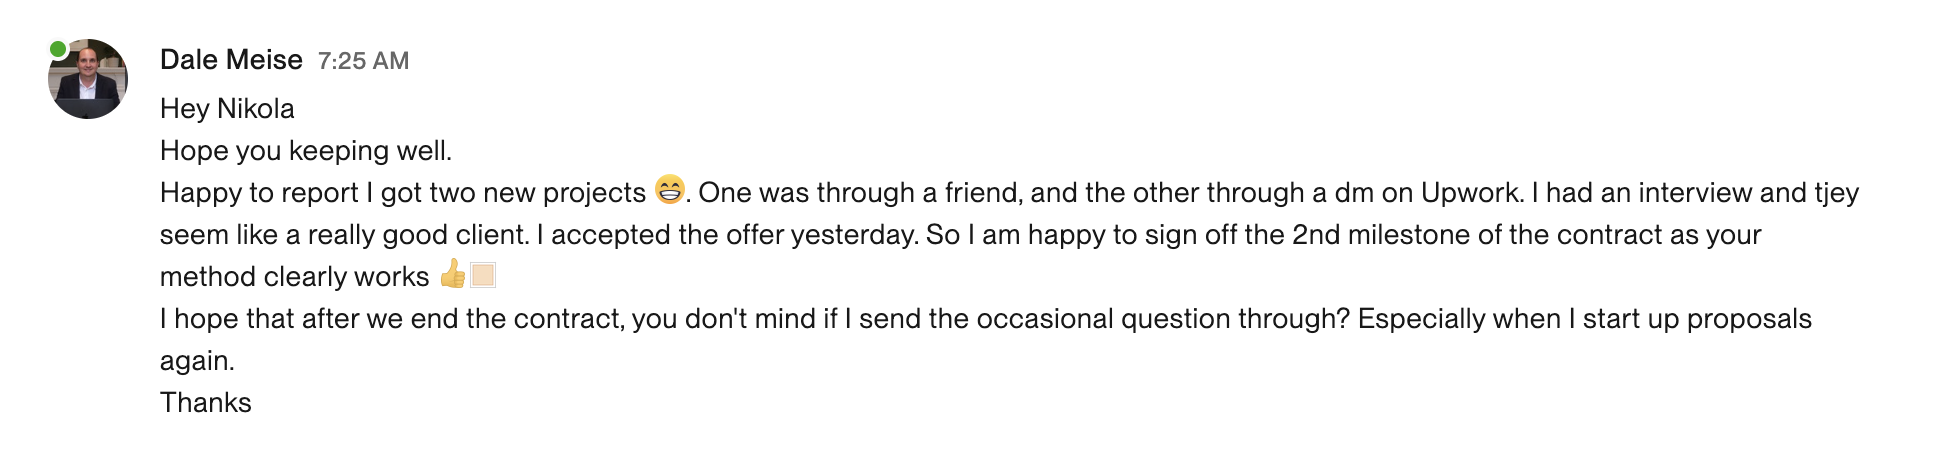 Dale Meise 7:25 AM
Hey Nikola
Hope you keeping well.
Happy to report I got two new projects 😁. One was through a friend, and the other through a dm on Upwork. I had an interview and tjey
seem like a really good client. I accepted the offer yesterday. So I am happy to sign off the 2nd milestone of the contract as your
method clearly works 👍🏻
I hope that after we end the contract, you don't mind if I send the occasional question through? Especially when I start up proposals
again.
Thanks